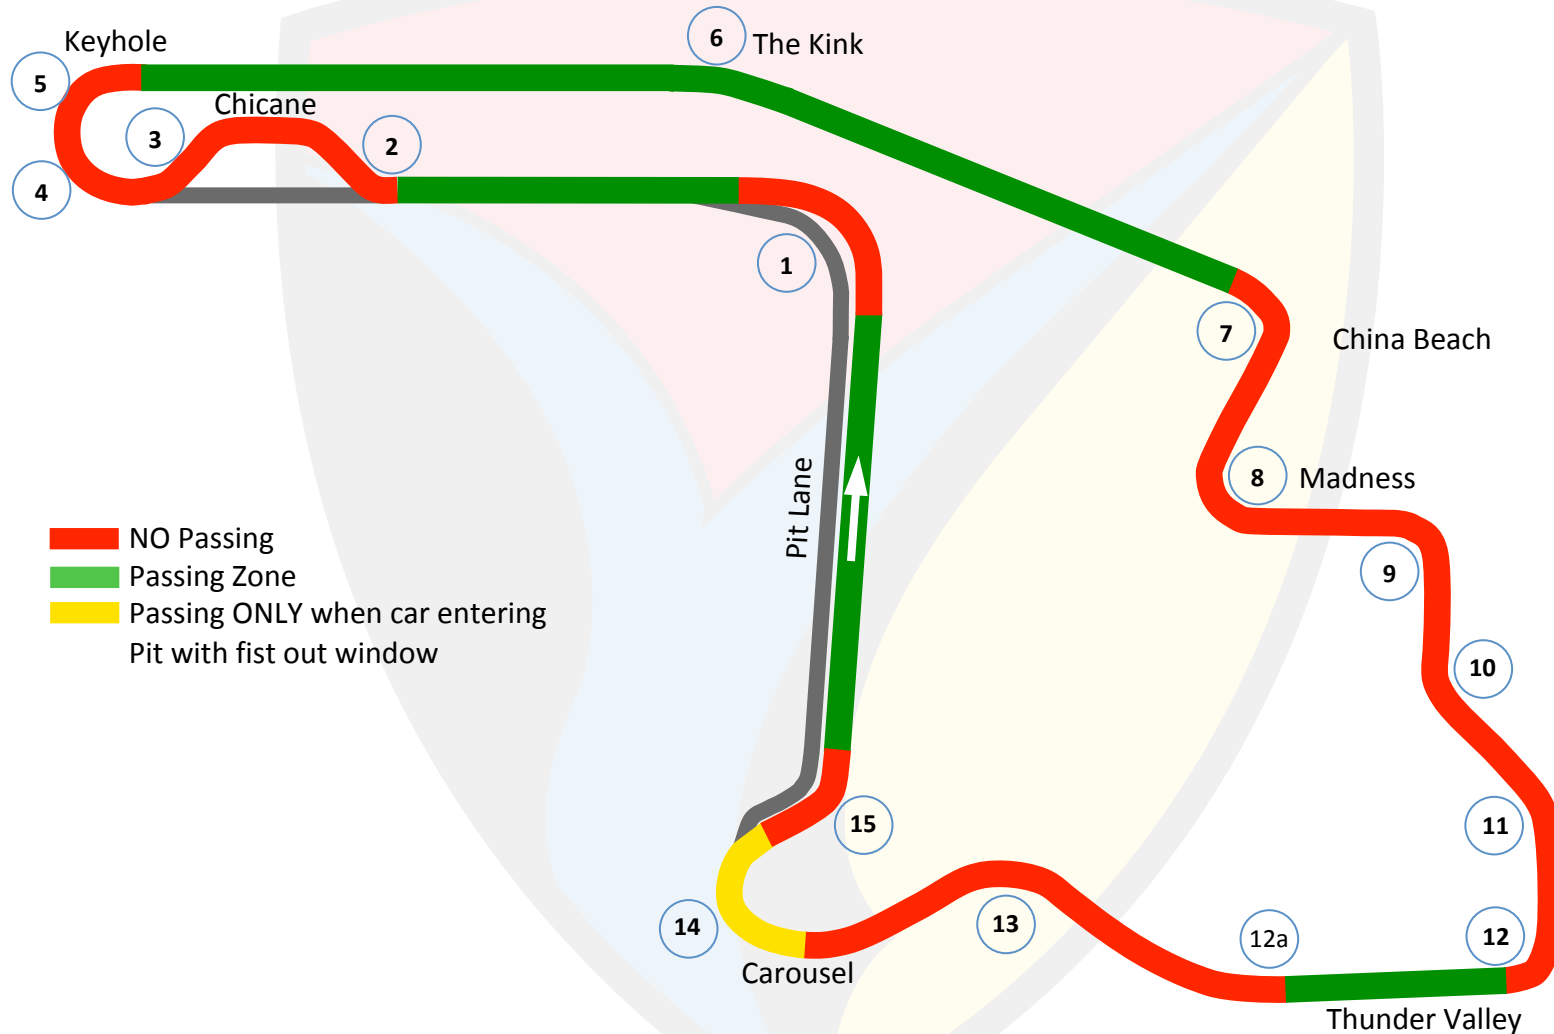 6
The Kink
Keyhole
5
Chicane
3
2
4
1
7
China Beach
Pit Lane
8
Madness
NO Passing
Passing Zone
Passing ONLY when car entering
Pit with fist out window
9
10
15
11
14
13
12a
12
Carousel
Thunder Valley